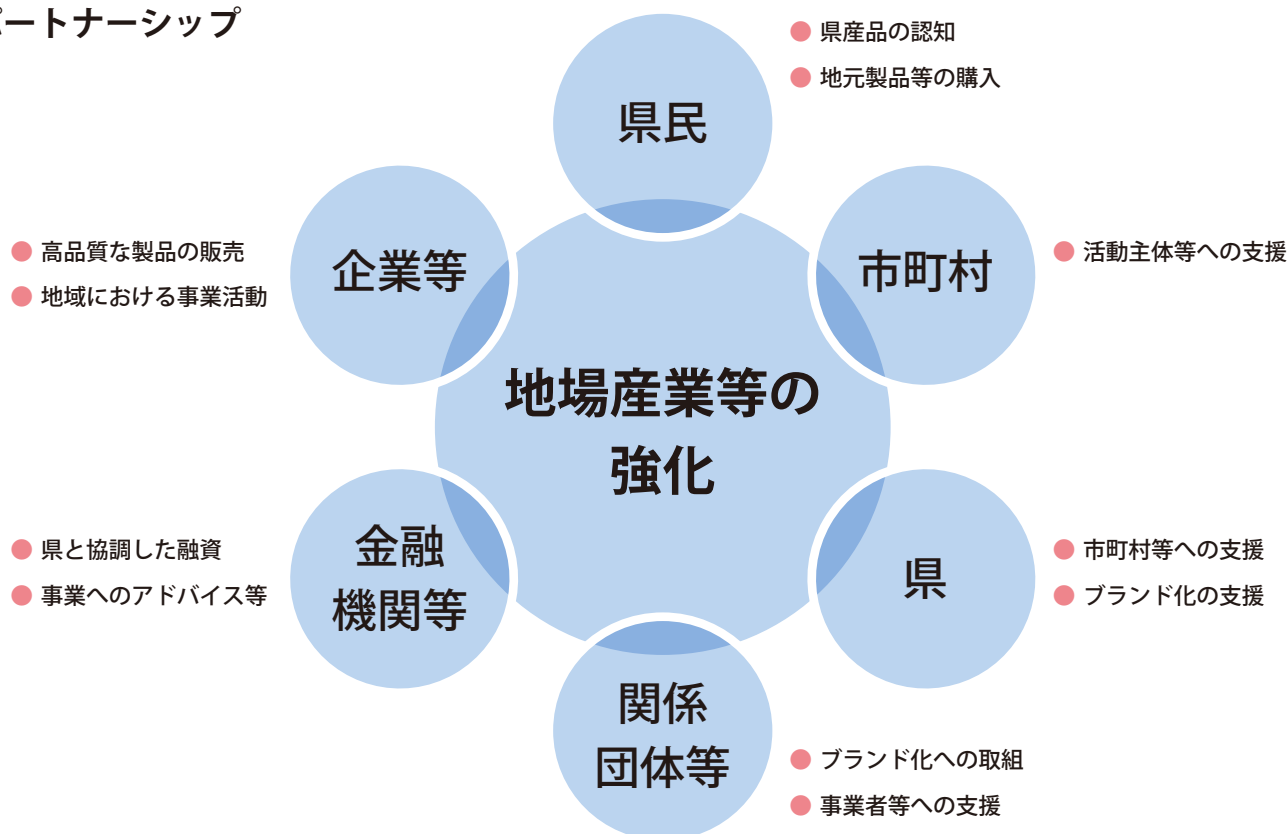 パートナーシップ
県民
● 県産品の認知
● 地元製品等の購入
企業等
● 高品質な製品の販売
● 地域における事業活動
市町村
● 活動主体等への支援
地場産業等の
強化
金融
機関等
● 県と協調した融資
● 事業へのアドバイス等
県
● 市町村等への支援
● ブランド化の支援
関係
団体等
● ブランド化への取組
● 事業者等への支援